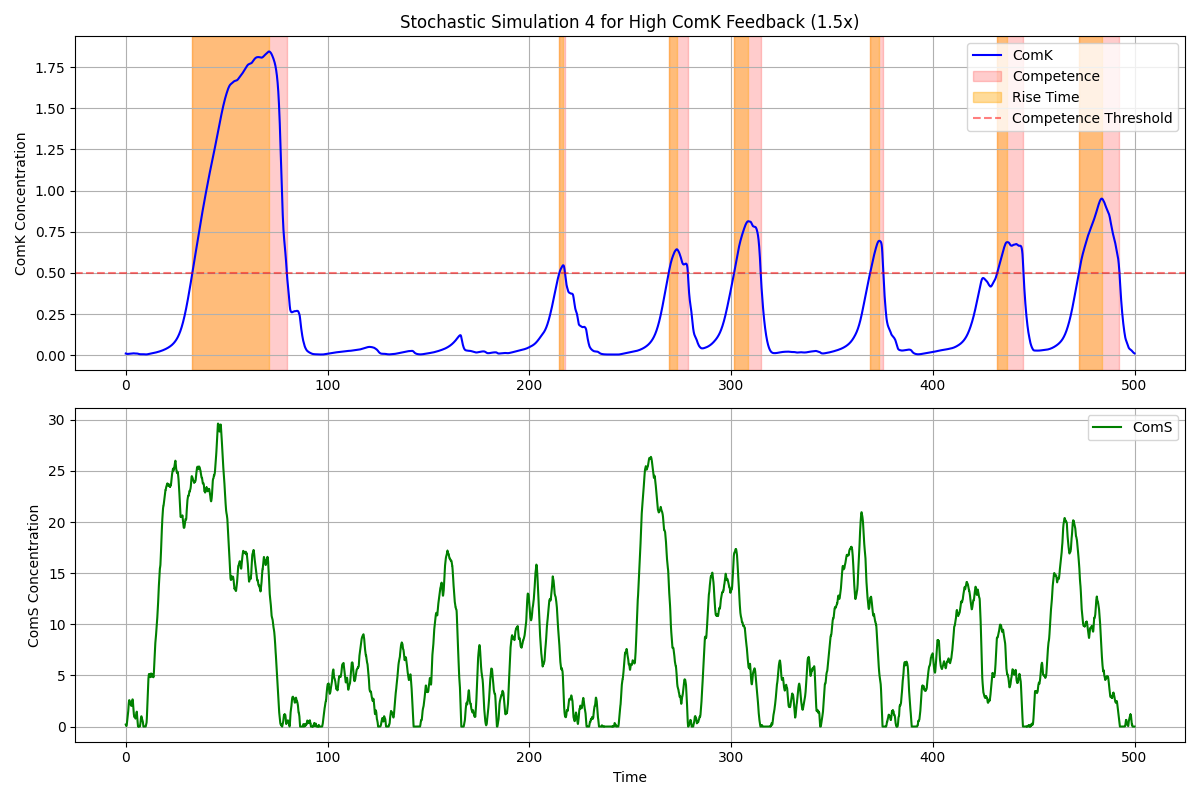 Stochastic Simulation 4 for High ComK Feedback (1.5x)
ComK Concentration
1.75
1.50
1.25
1.00
0.75
0.50
0.25
0.00
ComK
Competence
Rise Time
Competence Threshold
0 100 200 300 400 500
ComS Concentration
30
25
20
15
10
5
0
ComS
0 100 200 300 400 500
Time